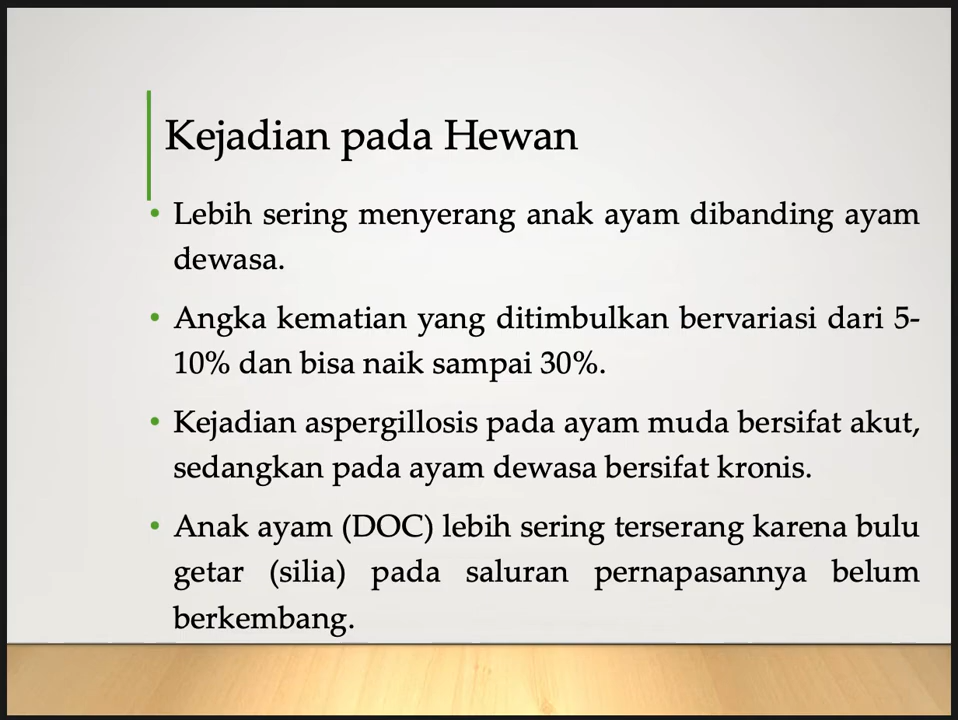 Kejadian pada Hewan
• Lebih sering menyerang anak ayam dibanding ayam
dewasa.
• Angka kematian yang ditimbulkan bervariasi dari 5-
10% dan bisa naik sampai 30%.
• Kejadian aspergillosis pada ayam muda bersifat akut,
sedangkan pada ayam dewasa bersifat kronis.
• Anak ayam (DOC) lebih sering terserang karena bulu
getar (silia) pada saluran pernapasannya belum
berkembang.